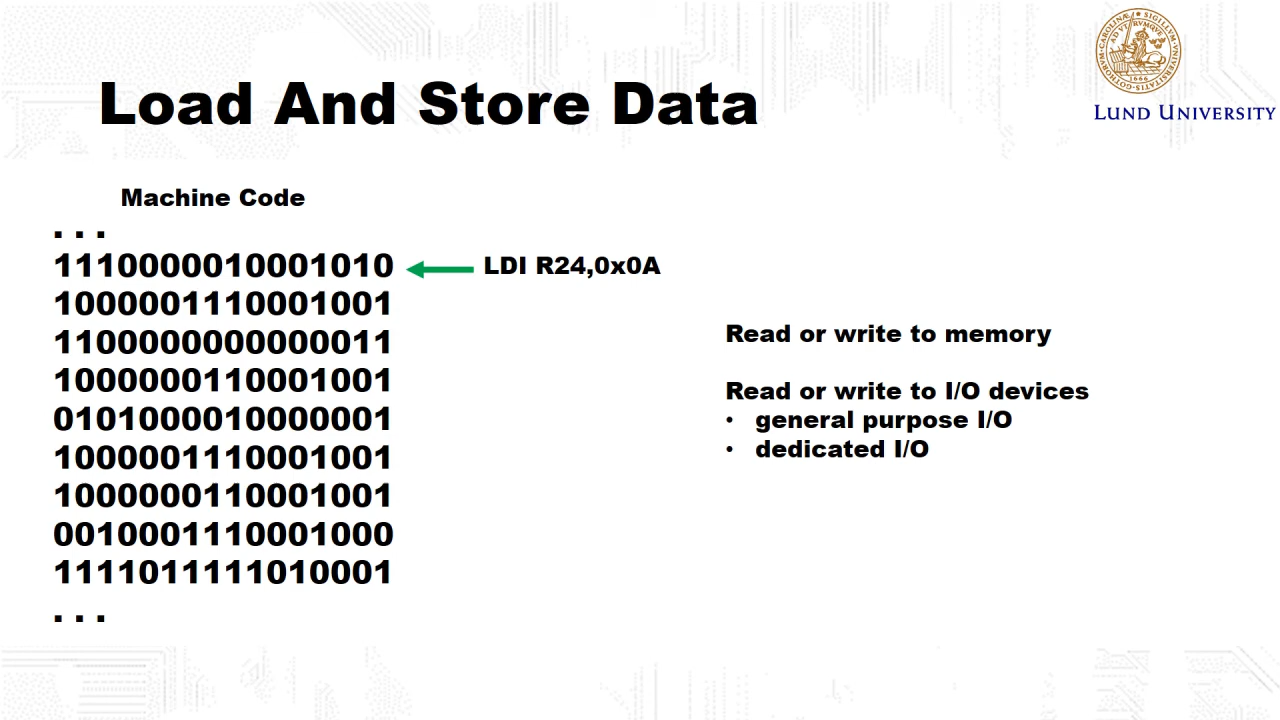 Load And Store Data
LUND UNIVERSITY
Machine Code
. . .
1110000010001010
LDI R24,0x0A
1000001110001001
1100000000000011
1000000110001001
0101000010000001
1000001110001001
1000000110001001
0010001110001000
1111011111010001
. . .
Read or write to memory
Read or write to I/O devices
• general purpose I/O
• dedicated I/O